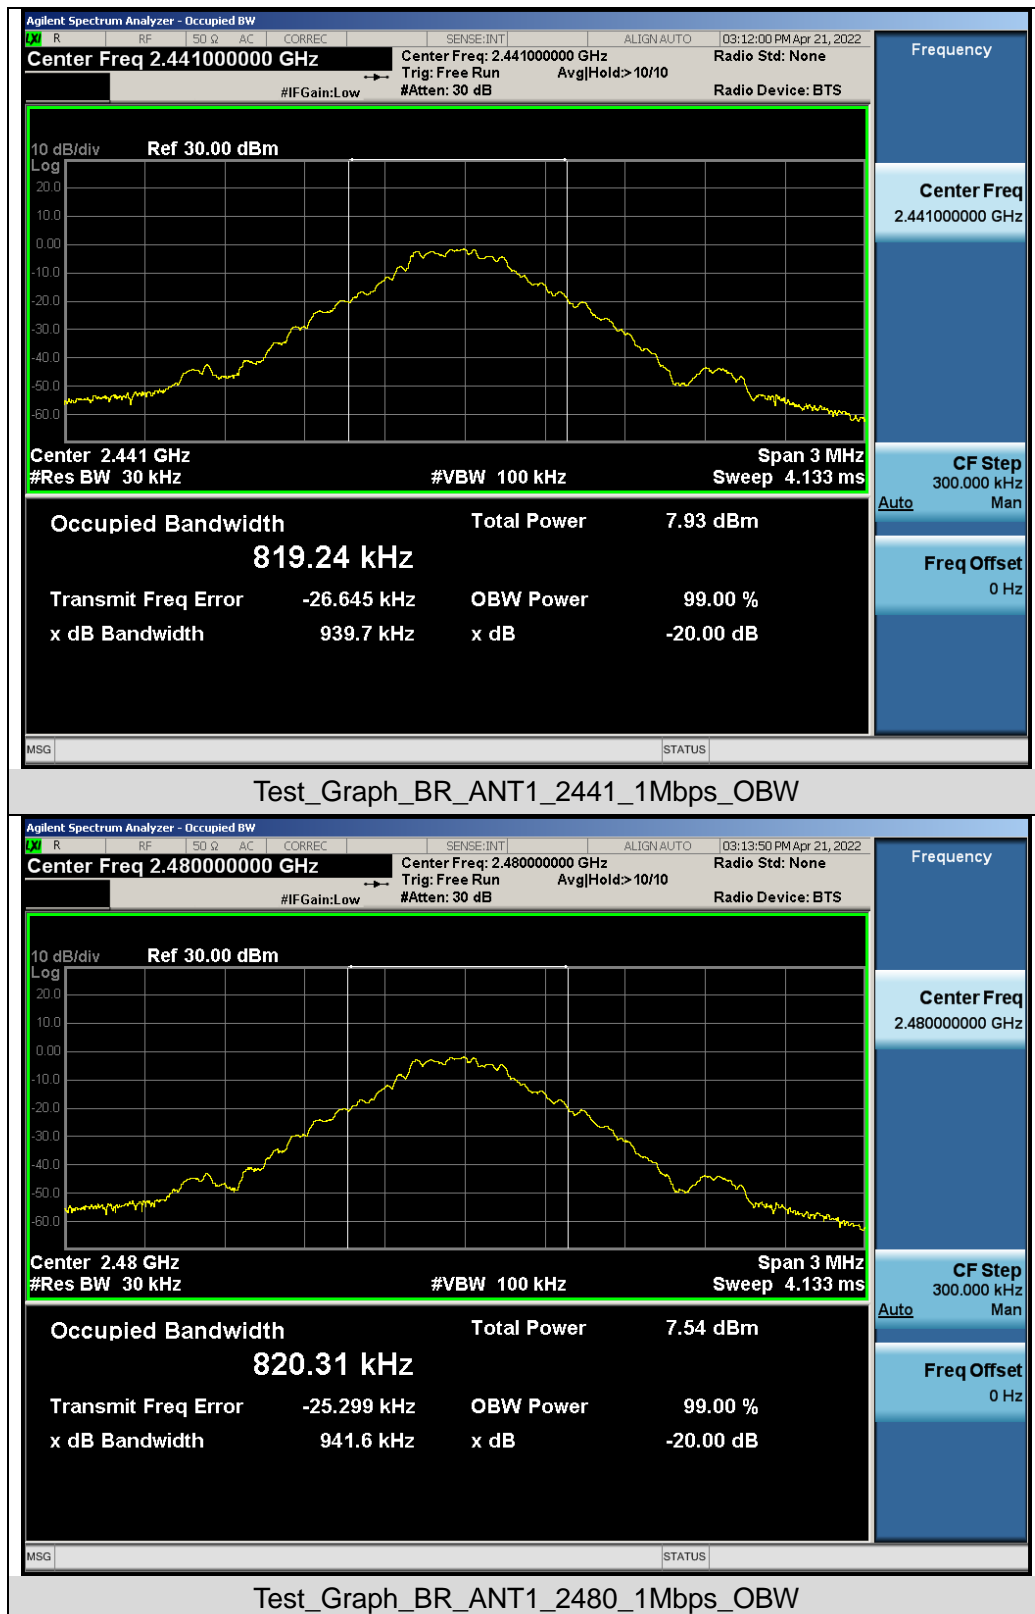 Agilent Spectrum Analyzer - Occupied BW
LXI R RF 50 Ω AC CORREC SENSE:INT ALIGN AUTO 03:12:00 PM Apr 21, 2022
Center Freq 2.441000000 GHz
Center Freq: 2.441000000 GHz
Radio Std: None
Trig: Free Run Avg|Hold:>10/10
#IFGain:Low #Atten: 30 dB Radio Device: BTS
Frequency
10 dB/div Ref 30.00 dBm
Log
20.0
10.0
0.00
-10.0
-20.0
-30.0
-40.0
-50.0
-60.0
Center 2.441 GHz Span 3 MHz
#Res BW 30 kHz #VBW 100 kHz Sweep 4.133 ms
Center Freq
2.441000000 GHz
CF Step
300.000 kHz
Auto Man
Freq Offset
0 Hz
Occupied Bandwidth Total Power 7.93 dBm
819.24 kHz
Transmit Freq Error -26.645 kHz OBW Power 99.00 %
x dB Bandwidth 939.7 kHz x dB -20.00 dB
MSG STATUS
Test_Graph_BR_ANT1_2441_1Mbps_OBW
Agilent Spectrum Analyzer - Occupied BW
LXI R RF 50 Ω AC CORREC SENSE:INT ALIGN AUTO 03:13:50 PM Apr 21, 2022
Center Freq 2.480000000 GHz
Center Freq: 2.480000000 GHz
Radio Std: None
Trig: Free Run Avg|Hold:>10/10
#IFGain:Low #Atten: 30 dB Radio Device: BTS
Frequency
10 dB/div Ref 30.00 dBm
Log
20.0
10.0
0.00
-10.0
-20.0
-30.0
-40.0
-50.0
-60.0
Center 2.48 GHz Span 3 MHz
#Res BW 30 kHz #VBW 100 kHz Sweep 4.133 ms
Center Freq
2.480000000 GHz
CF Step
300.000 kHz
Auto Man
Freq Offset
0 Hz
Occupied Bandwidth Total Power 7.54 dBm
820.31 kHz
Transmit Freq Error -25.299 kHz OBW Power 99.00 %
x dB Bandwidth 941.6 kHz x dB -20.00 dB
MSG STATUS
Test_Graph_BR_ANT1_2480_1Mbps_OBW